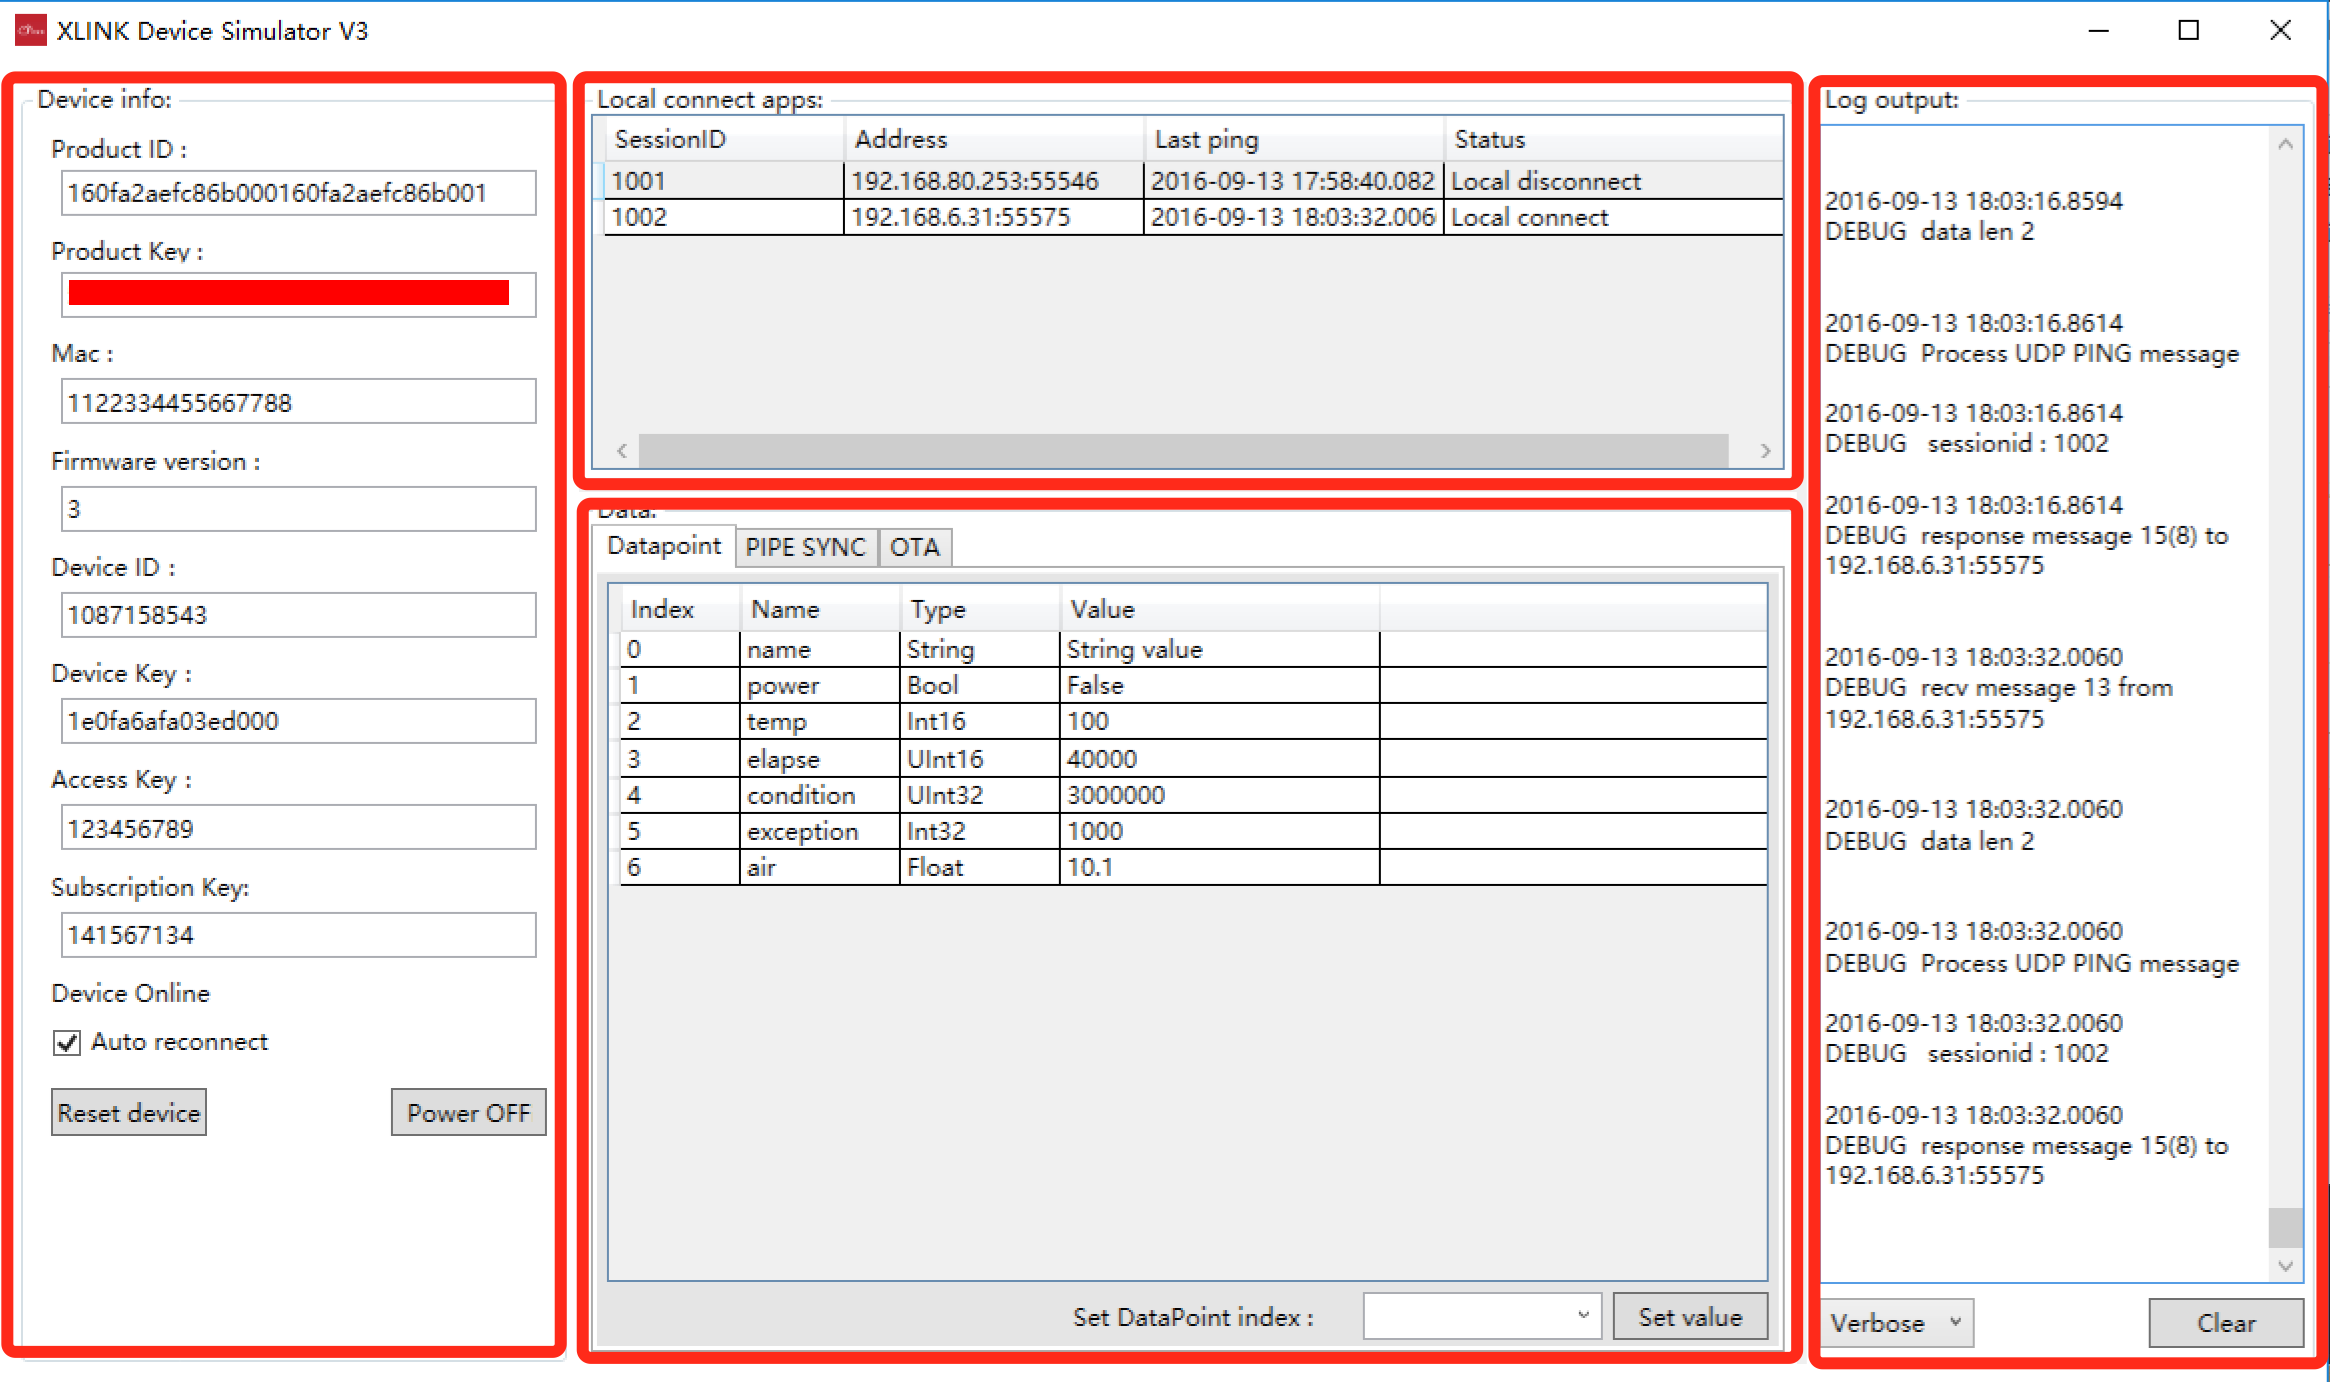 XLINK Device Simulator V3
Device info:
Product ID :
160fa2aefc86b000160fa2aefc86b001
Product Key :
Mac :
1122334455667788
Firmware version :
3
Device ID :
1087158543
Device Key :
1e0fa6afa03ed000
Access Key :
123456789
Subscription Key:
141567134
Device Online
Auto reconnect
Reset device
Power OFF
Local connect apps:
SessionID Address Last ping Status
1001 192.168.80.253:55546 2016-09-13 17:58:40.082 Local disconnect
1002 192.168.6.31:55575 2016-09-13 18:03:32.006 Local connect
Data:
Datapoint PIPE SYNC OTA
Index Name Type Value
0 name String String value
1 power Bool False
2 temp Int16 100
3 elapse UInt16 40000
4 condition UInt32 3000000
5 exception Int32 1000
6 air Float 10.1
Set DataPoint index :
Set value
Log output:
2016-09-13 18:03:16.8594
DEBUG data len 2
2016-09-13 18:03:16.8614
DEBUG Process UDP PING message
2016-09-13 18:03:16.8614
DEBUG sessionid : 1002
2016-09-13 18:03:16.8614
DEBUG response message 15(8) to
192.168.6.31:55575
2016-09-13 18:03:32.0060
DEBUG recv message 13 from
192.168.6.31:55575
2016-09-13 18:03:32.0060
DEBUG data len 2
2016-09-13 18:03:32.0060
DEBUG Process UDP PING message
2016-09-13 18:03:32.0060
DEBUG sessionid : 1002
2016-09-13 18:03:32.0060
DEBUG response message 15(8) to
192.168.6.31:55575
Verbose
Clear